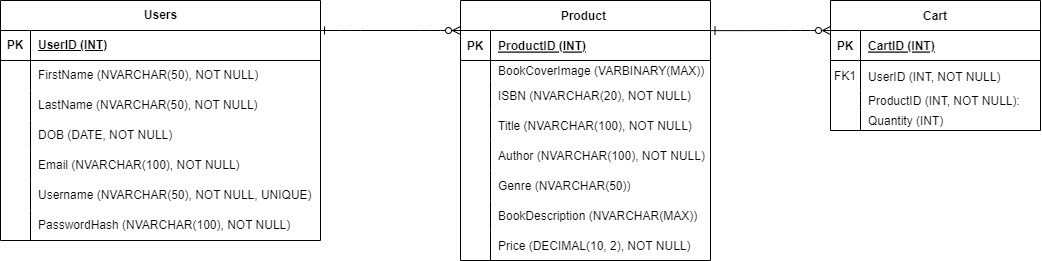 Users
PK UserID (INT)
FirstName (NVARCHAR(50), NOT NULL)
LastName (NVARCHAR(50), NOT NULL)
DOB (DATE, NOT NULL)
Email (NVARCHAR(100), NOT NULL)
Username (NVARCHAR(50), NOT NULL, UNIQUE)
PasswordHash (NVARCHAR(100), NOT NULL)
Product
PK ProductID (INT)
BookCoverImage (VARBINARY(MAX))
ISBN (NVARCHAR(20), NOT NULL)
Title (NVARCHAR(100), NOT NULL)
Author (NVARCHAR(100), NOT NULL)
Genre (NVARCHAR(50))
BookDescription (NVARCHAR(MAX))
Price (DECIMAL(10, 2), NOT NULL)
Cart
PK CartID (INT)
FK1 UserID (INT, NOT NULL)
ProductID (INT, NOT NULL):
Quantity (INT)